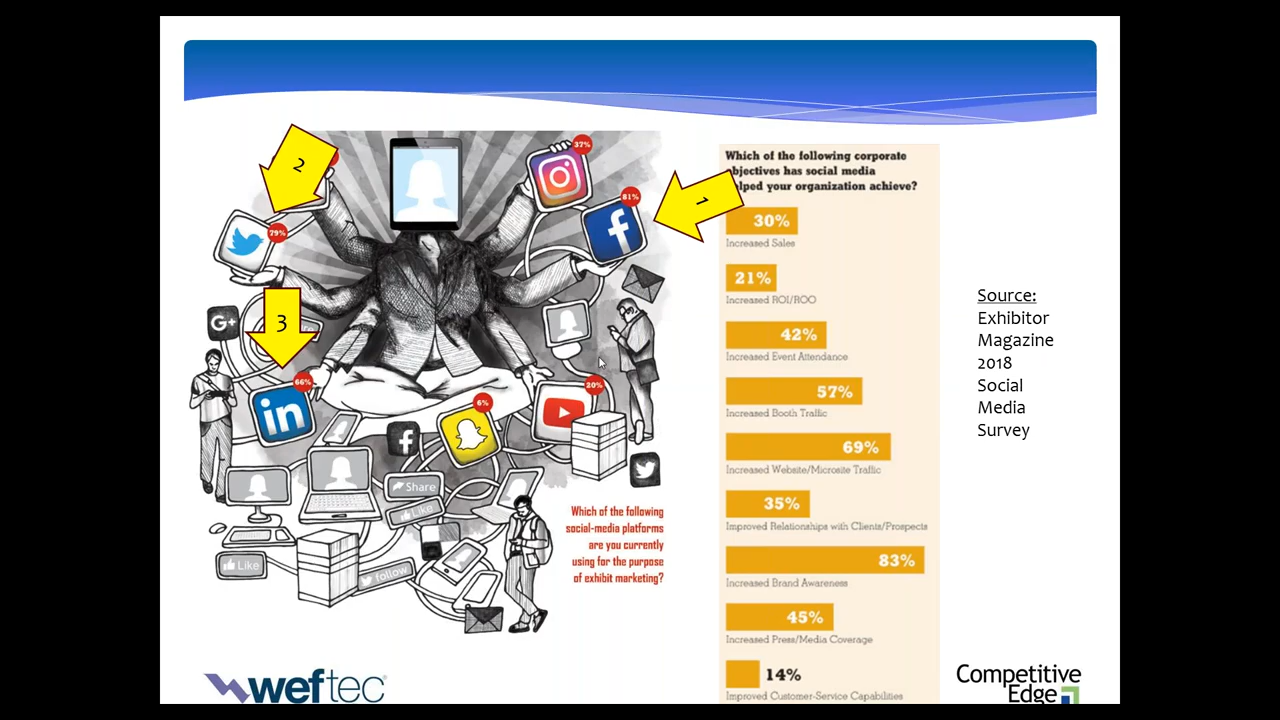 2
37%
1
81%
79%
G+
3
66%
in
6%
20%
Share
Like
Like
follow
Which of the following
social-media platforms
are you currently
using for the purpose
of exhibit marketing?
Which of the following corporate
objectives has social media
helped your organization achieve?
30%
Increased Sales
21%
Increased ROI/ROO
42%
Increased Event Attendance
57%
Increased Booth Traffic
69%
Increased Website/Microsite Traffic
35%
Improved Relationships with Clients/Prospects
83%
Increased Brand Awareness
45%
Increased Press/Media Coverage
14%
Improved Customer-Service Capabilities
Source:
Exhibitor
Magazine
2018
Social
Media
Survey
weftec
Competitive
Edge